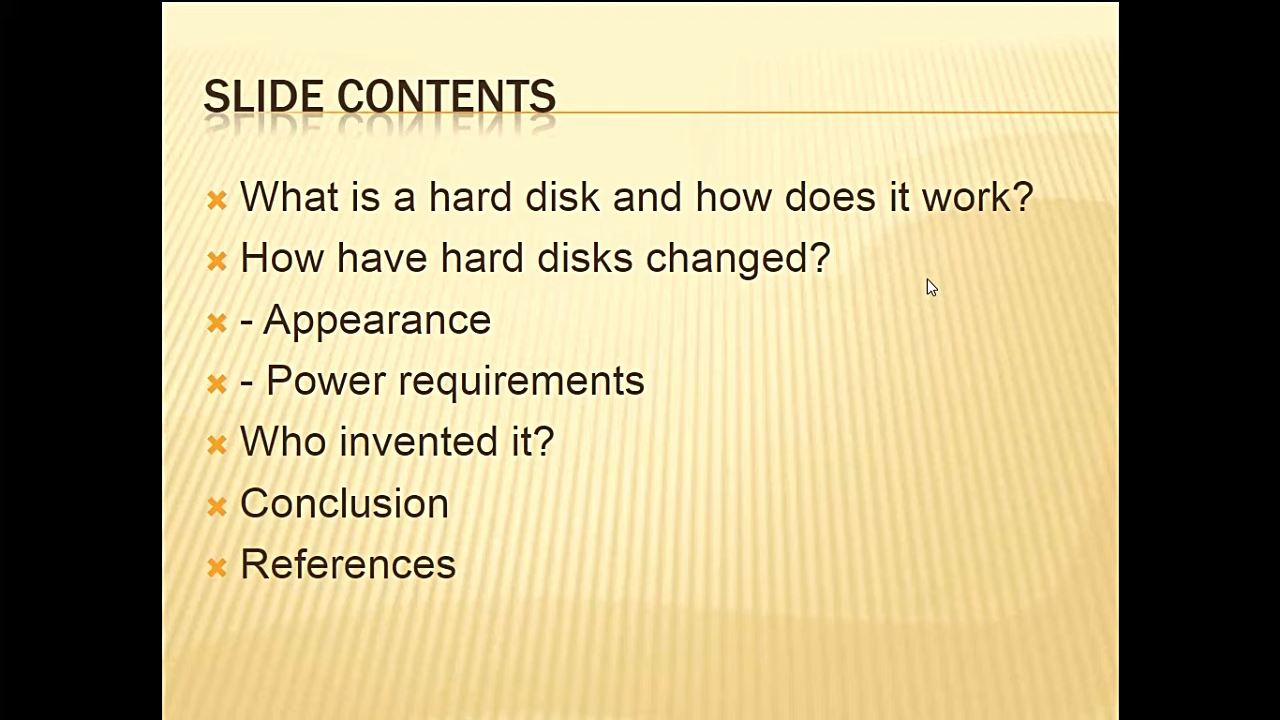 SLIDE CONTENTS
What is a hard disk and how does it work?
How have hard disks changed?
- Appearance
- Power requirements
Who invented it?
Conclusion
References